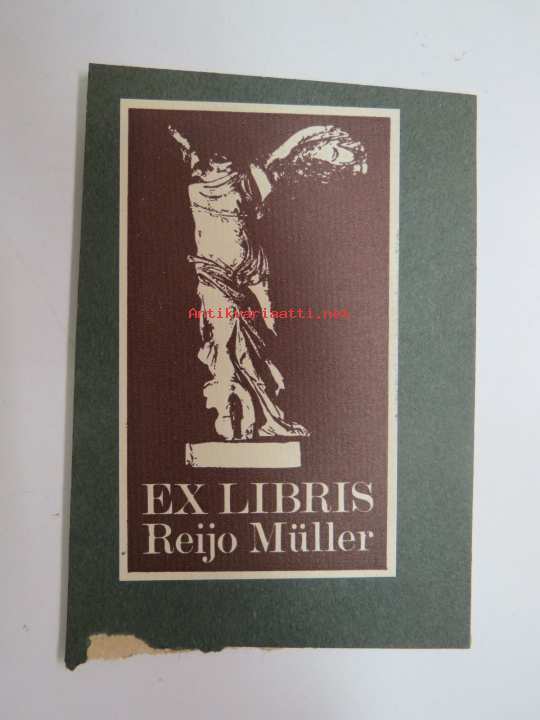 Antikvariaatti.net
EX LIBRIS
Reijo Müller